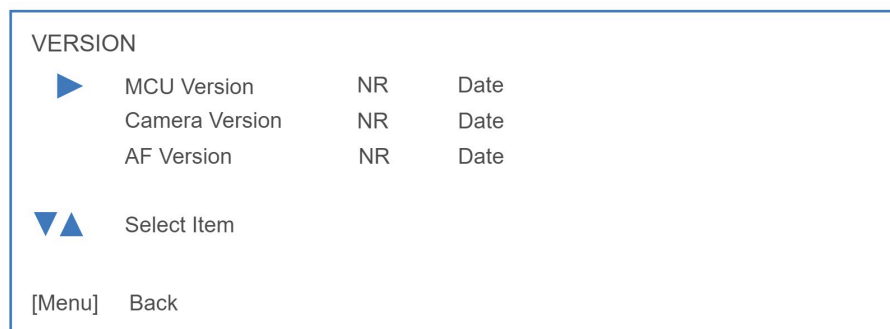 VERSION
MCU Version NR Date
Camera Version NR Date
AF Version NR Date
Select Item
[Menu] Back